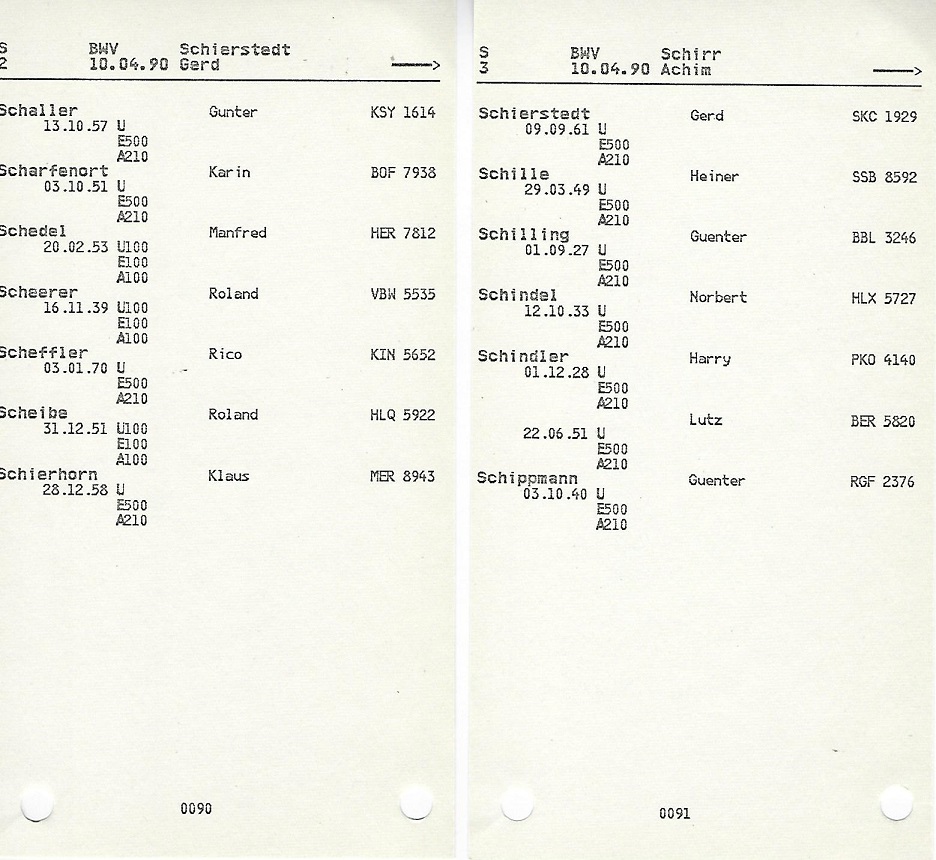 S BWV Schierstedt
2 10.04.90 Gerd ——>
Schaller Gunter KSY 1614
13.10.57 U
E500
A210
Scharfenort Karin BOF 7938
03.10.51 U
E500
A210
Schedel Manfred HER 7812
20.02.53 U100
E100
A100
Scheerer Roland VBW 5535
16.11.39 U100
E100
A100
Scheffler Rico KIN 5652
03.01.70 U
E500
A210
Scheibe Roland HLQ 5922
31.12.51 U100
E100
A100
Schierhorn Klaus MER 8943
28.12.58 U
E500
A210
0090
S BWV Schirr
3 10.04.90 Achim ——>
Schierstedt Gerd SKC 1929
09.09.61 U
E500
A210
Schille Heiner SSB 8592
29.03.49 U
E500
A210
Schilling Guenter BBL 3246
01.09.27 U
E500
A210
Schindel Norbert HLX 5727
12.10.33 U
E500
A210
Schindler Harry PKO 4140
01.12.28 U
E500
A210
Lutz BER 5820
22.06.51 U
E500
A210
Schippmann Guenter RGF 2376
03.10.40 U
E500
A210
0091